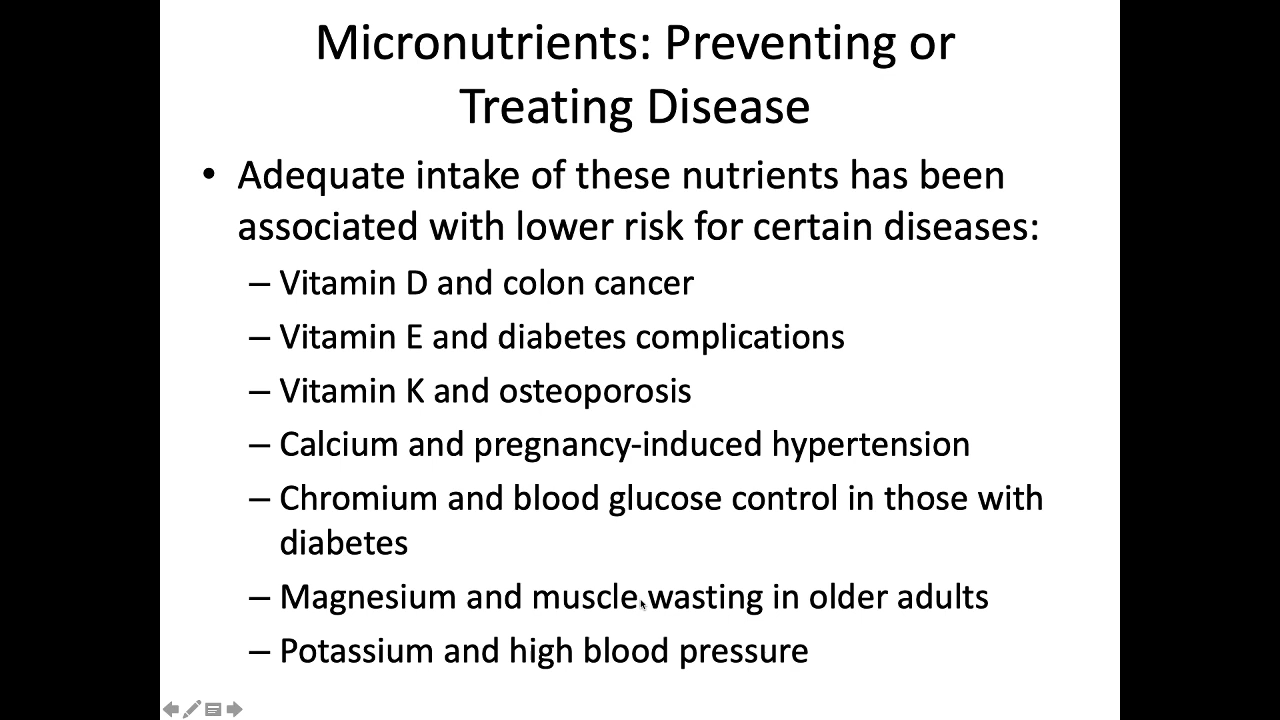 Micronutrients: Preventing or
Treating Disease
• Adequate intake of these nutrients has been
associated with lower risk for certain diseases:
– Vitamin D and colon cancer
– Vitamin E and diabetes complications
– Vitamin K and osteoporosis
– Calcium and pregnancy-induced hypertension
– Chromium and blood glucose control in those with
diabetes
– Magnesium and muscle wasting in older adults
– Potassium and high blood pressure